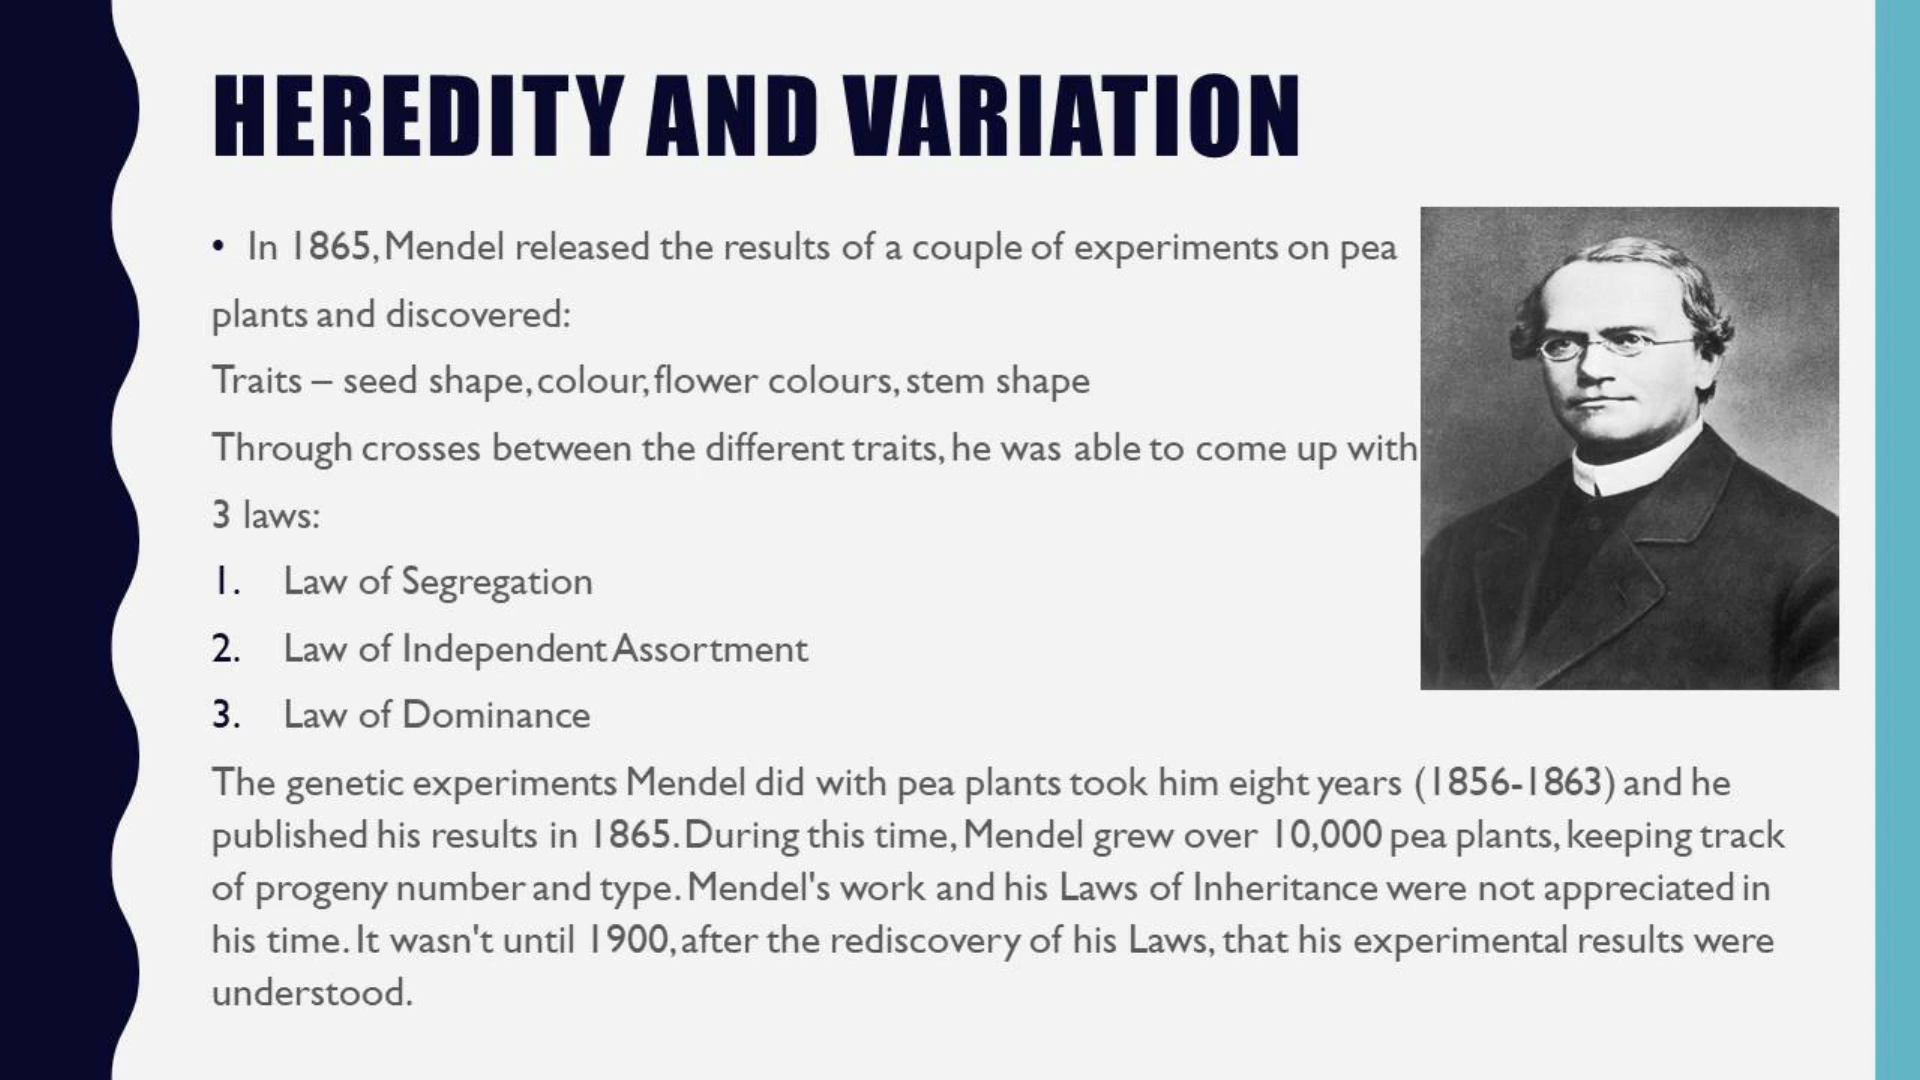 HEREDITY AND VARIATION
• In 1865, Mendel released the results of a couple of experiments on pea
plants and discovered:
Traits – seed shape, colour, flower colours, stem shape
Through crosses between the different traits, he was able to come up with
3 laws:
1. Law of Segregation
2. Law of Independent Assortment
3. Law of Dominance
The genetic experiments Mendel did with pea plants took him eight years (1856-1863) and he
published his results in 1865. During this time, Mendel grew over 10,000 pea plants, keeping track
of progeny number and type. Mendel's work and his Laws of Inheritance were not appreciated in
his time. It wasn't until 1900, after the rediscovery of his Laws, that his experimental results were
understood.